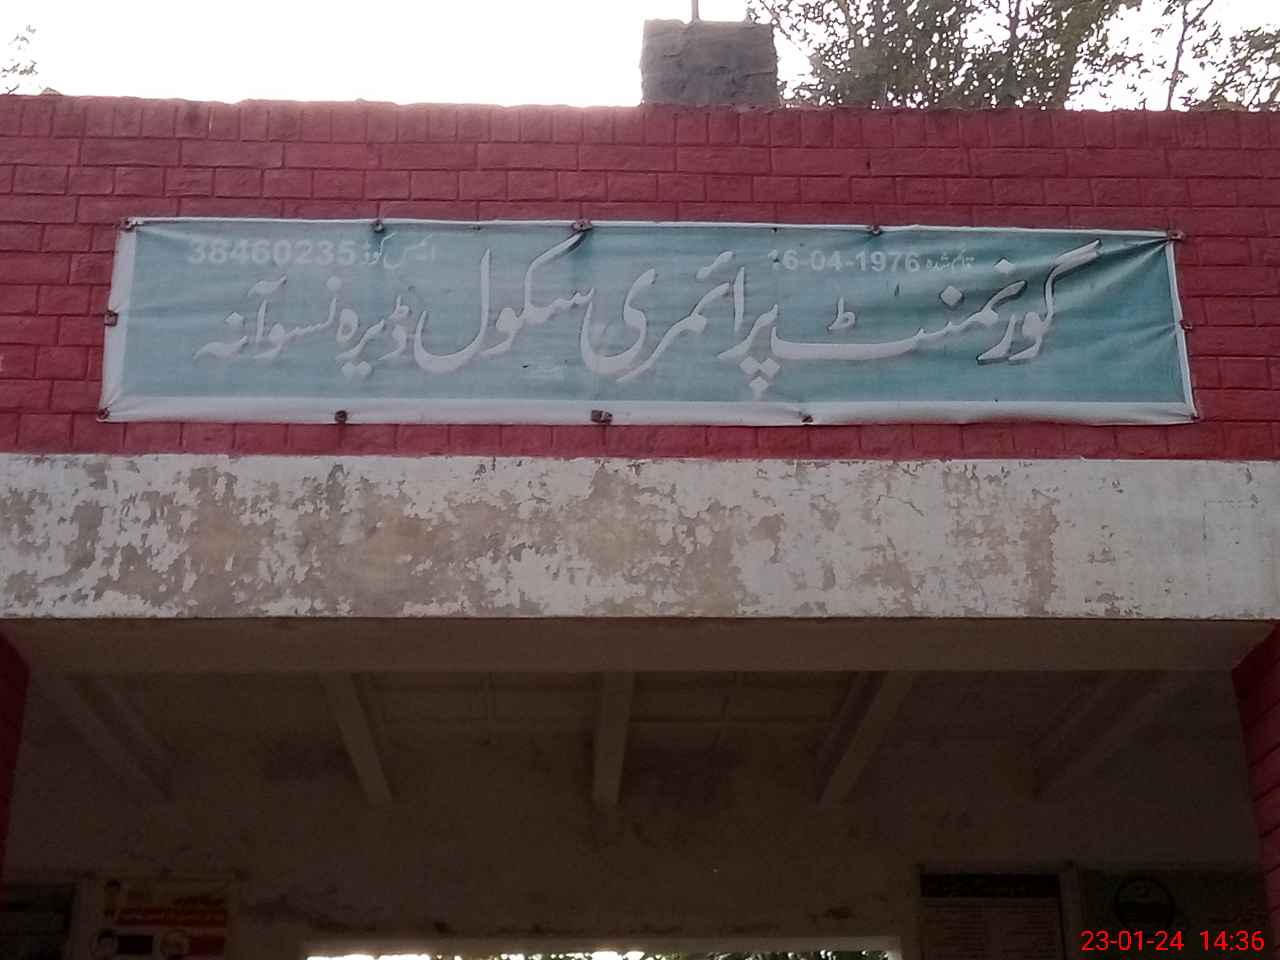 قائم شدہ 16-04-1976
ایمس کوڈ 38460235
گورنمنٹ پرائمری سکول ڈیرہ نسوآنہ
23-01-24 14:36